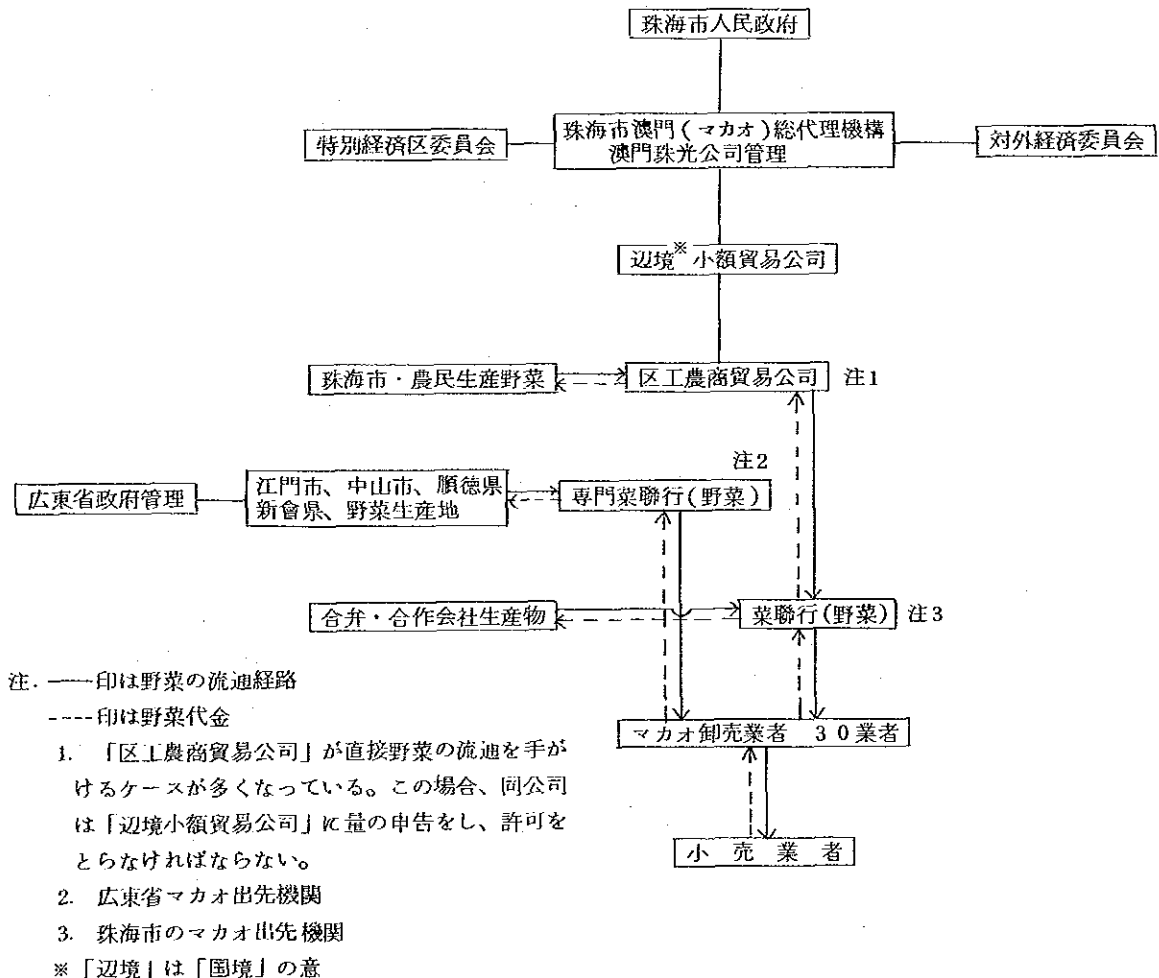 珠海市人民政府
特別経済区委員会
珠海市澳門(マカオ)総代理機構
澳門珠光公司管理
対外経済委員会
辺境※小額貿易公司
珠海市・農民生産野菜
区工農商貿易公司 注1
注2
広東省政府管理
江門市、中山市、順徳県
新會県、野菜生産地
専門菜聯行(野菜)
合弁・合作会社生産物
菜聯行(野菜) 注3
マカオ卸売業者 30業者
小売業者
注. ——印は野菜の流通経路
----印は野菜代金
1. 「区工農商貿易公司」が直接野菜の流通を手が
けるケースが多くなっている。この場合、同公司
は「辺境小額貿易公司」に量の申告をし、許可を
とらなければならない。
2. 広東省マカオ出先機関
3. 珠海市のマカオ出先機関
※「辺境」は「国境」の意